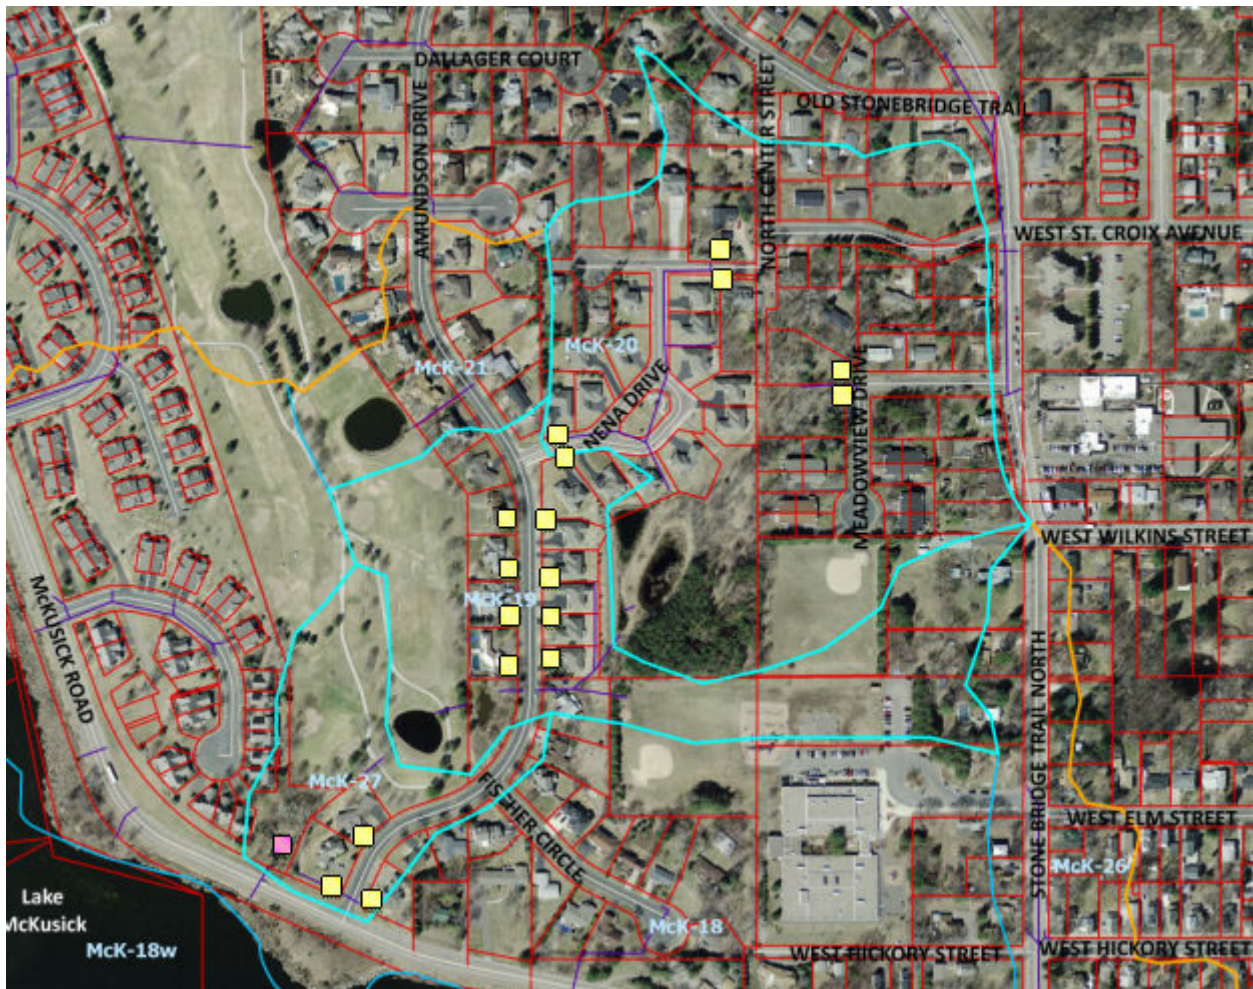 DALLAGER COURT
AMUNDSON DRIVE
OLD STONEBRIDGE TRAIL
NORTH CENTER STREET
WEST ST. CROIX AVENUE
McK-20
McK-21
NENA DRIVE
MEADOWVIEW DRIVE
WEST WILKINS STREET
McKUSICK ROAD
McK-19
STONE BRIDGE TRAIL NORTH
McK-27
FISCHER CIRCLE
WEST ELM STREET
McK-26
Lake
McKusick
McK-18
McK-18w
WEST HICKORY STREET
WEST HICKORY STREET